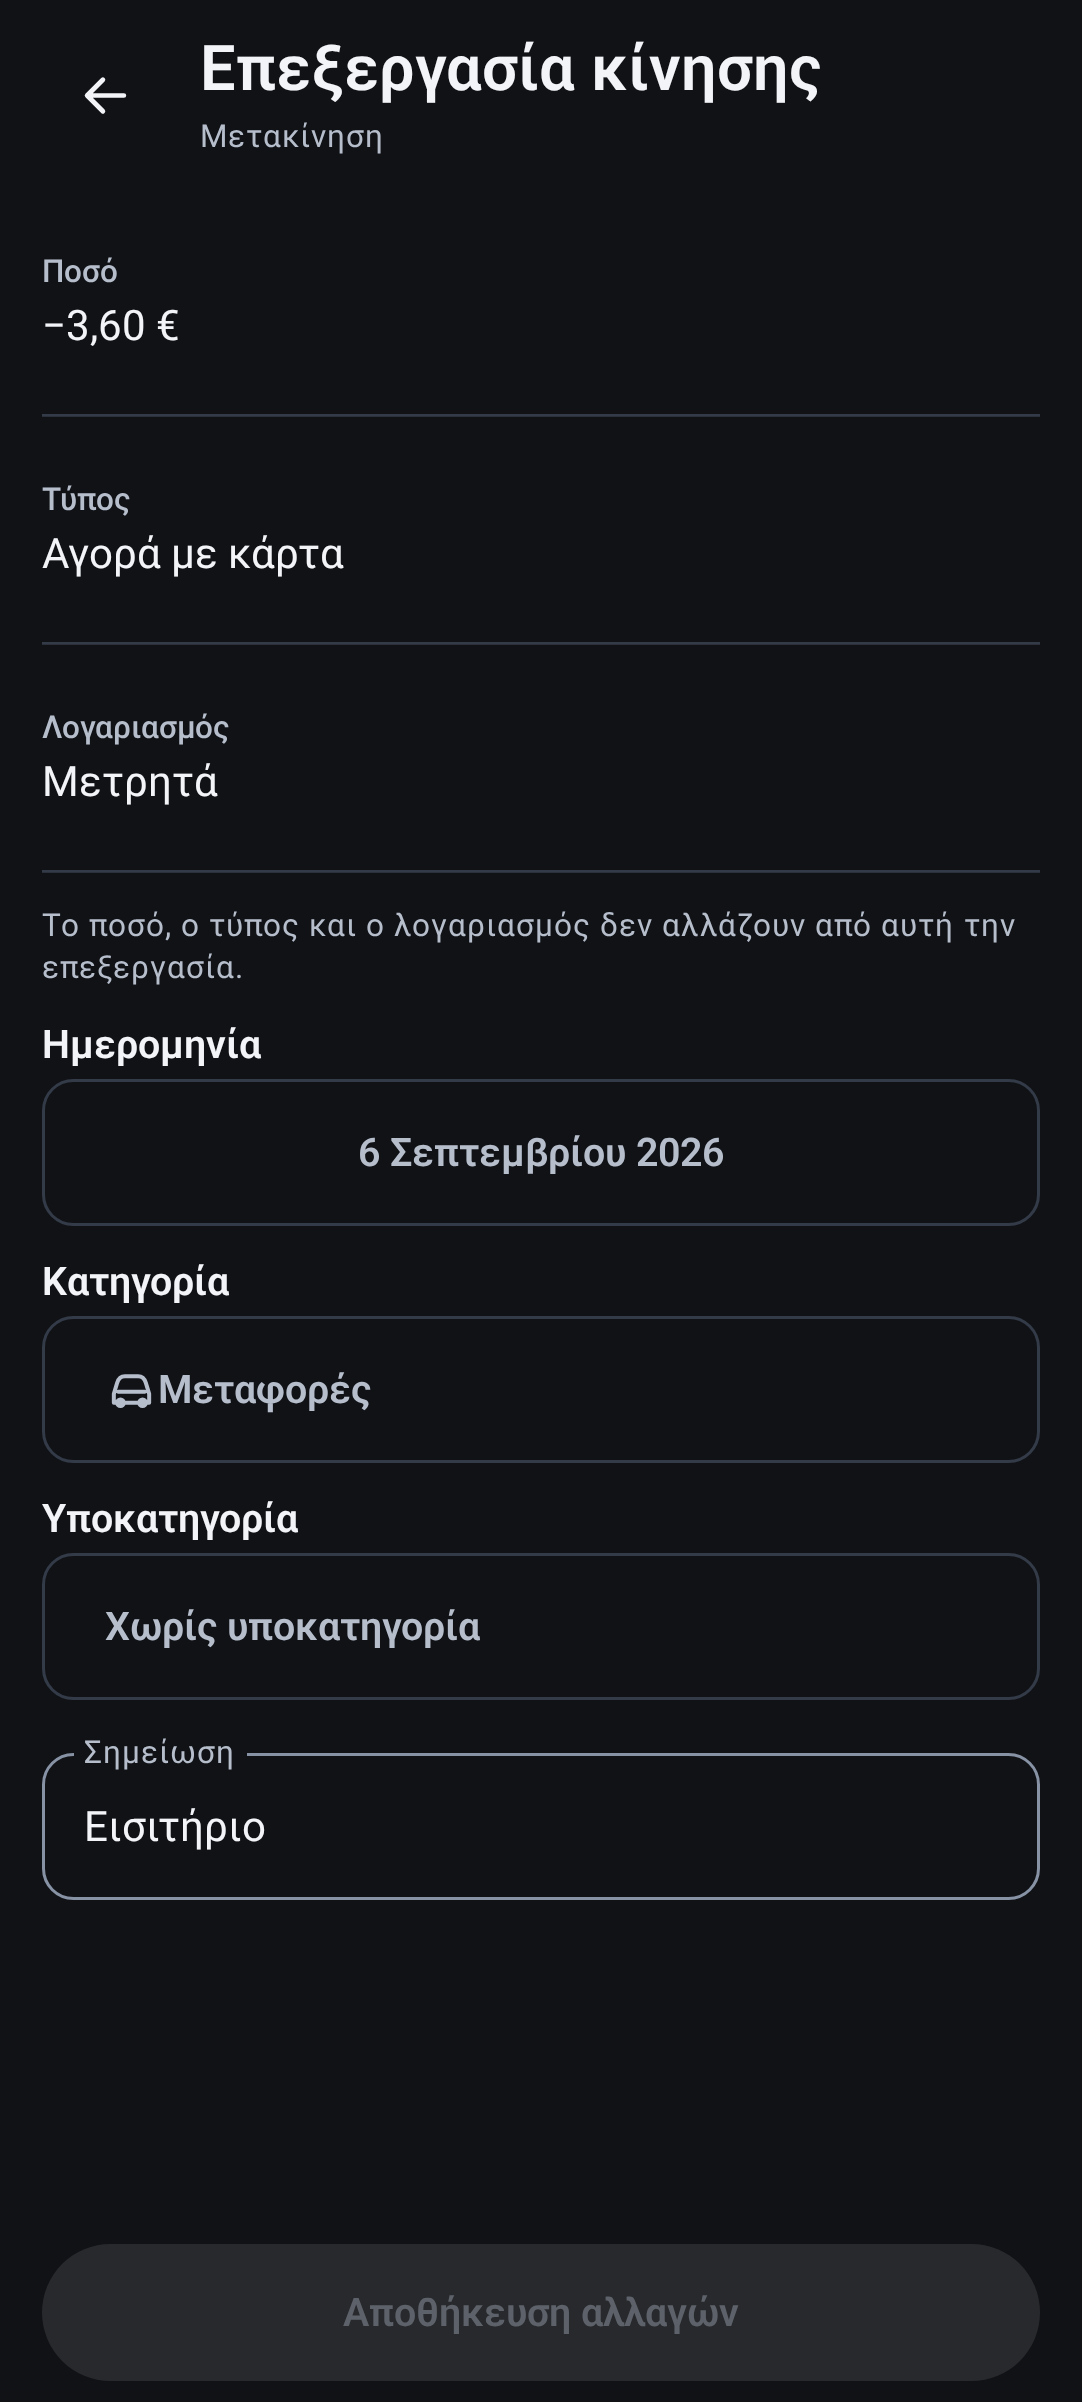 Επεξεργασία κίνησης
Μετακίνηση
Ποσό
−3,60 €
Τύπος
Αγορά με κάρτα
Λογαριασμός
Μετρητά
Το ποσό, ο τύπος και ο λογαριασμός δεν αλλάζουν από αυτή την
επεξεργασία.
Ημερομηνία
6 Σεπτεμβρίου 2026
Κατηγορία
Μεταφορές
Υποκατηγορία
Χωρίς υποκατηγορία
Σημείωση
Εισιτήριο
Αποθήκευση αλλαγών